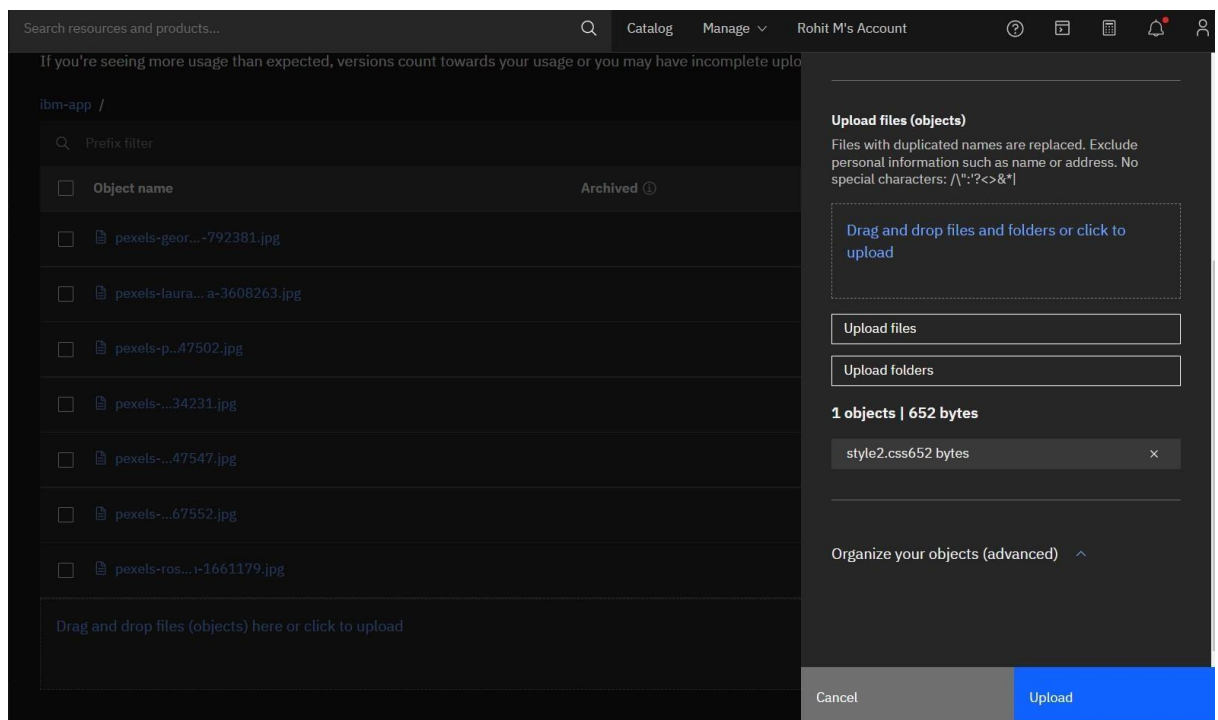 Search resources and products...
Catalog
Manage
Rohit M's Account
If you're seeing more usage than expected, versions count towards your usage or you may have incomplete uplo
ibm-app /
Prefix filter
Object name
Archived
pexels-geor...-792381.jpg
pexels-laura... a-3608263.jpg
pexels-p..47502.jpg
pexels-...34231.jpg
pexels-...47547.jpg
pexels-...67552.jpg
pexels-ros...-1661179.jpg
Drag and drop files (objects) here or click to upload
Upload files (objects)
Files with duplicated names are replaced. Exclude
personal information such as name or address. No
special characters: /\":'?<>&*|
Drag and drop files and folders or click to
upload
Upload files
Upload folders
1 objects | 652 bytes
style2.css652 bytes
Organize your objects (advanced)
Cancel
Upload